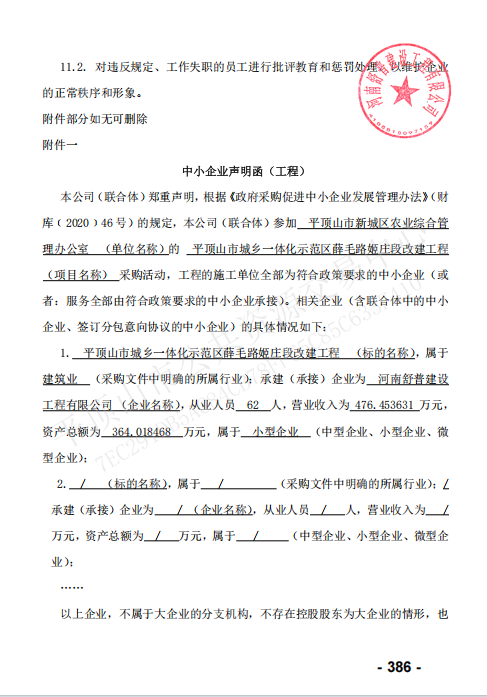 11.2. 对违反规定、工作失职的员工进行批评教育和惩罚处理，以维护企业
的正常秩序和形象。
附件部分如无可删除
附件一
中小企业声明函（工程）
本公司（联合体）郑重声明，根据《政府采购促进中小企业发展管理办法》（财
库﹝2020﹞46号）的规定，本公司（联合体）参加 平顶山市新城区农业综合管
理办公室 （单位名称）的 平顶山市城乡一体化示范区薛毛路姬庄段改建工程
（项目名称） 采购活动，工程的施工单位全部为符合政策要求的中小企业（或
者：服务全部由符合政策要求的中小企业承接）。相关企业（含联合体中的中小
企业、签订分包意向协议的中小企业）的具体情况如下：
1. 平顶山市城乡一体化示范区薛毛路姬庄段改建工程 （标的名称），属于
建筑业 （采购文件中明确的所属行业）；承建（承接）企业为 河南舒普建设
工程有限公司（企业名称），从业人员 62 人，营业收入为 476.453631 万元，
资产总额为 364.018468 万元，属于 小型企业 （中型企业、小型企业、微
型企业）；
2. / （标的名称），属于 / （采购文件中明确的所属行业）；/
承建（承接）企业为 / （企业名称），从业人员 / 人，营业收入为 /
万元，资产总额为 / 万元，属于 / （中型企业、小型企业、微型企
业）；
……
以上企业，不属于大企业的分支机构，不存在控股股东为大企业的情形，也
- 386 -